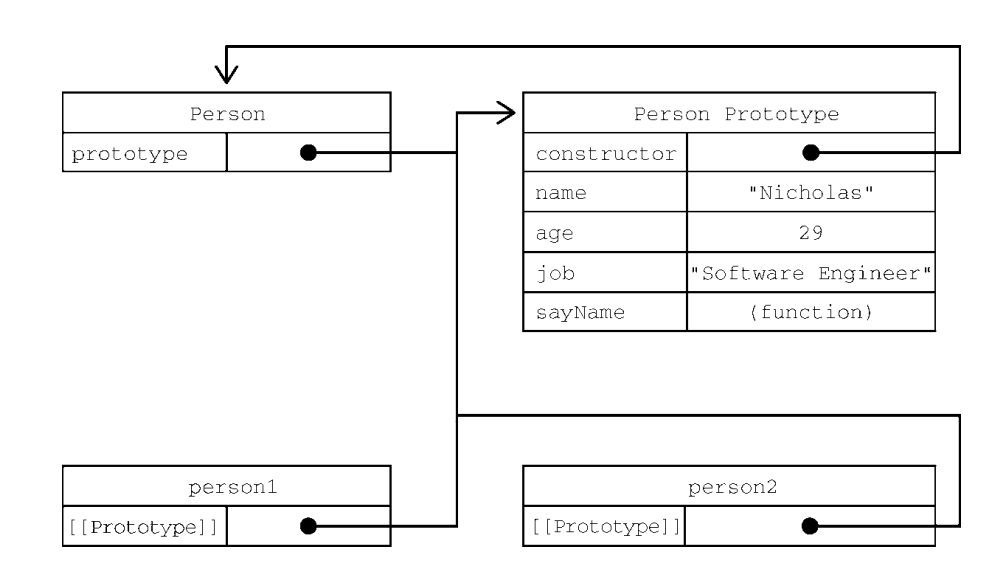 Person
prototype
Person Prototype
constructor
name "Nicholas"
age 29
job "Software Engineer"
sayName (function)
person1
[[Prototype]]
person2
[[Prototype]]